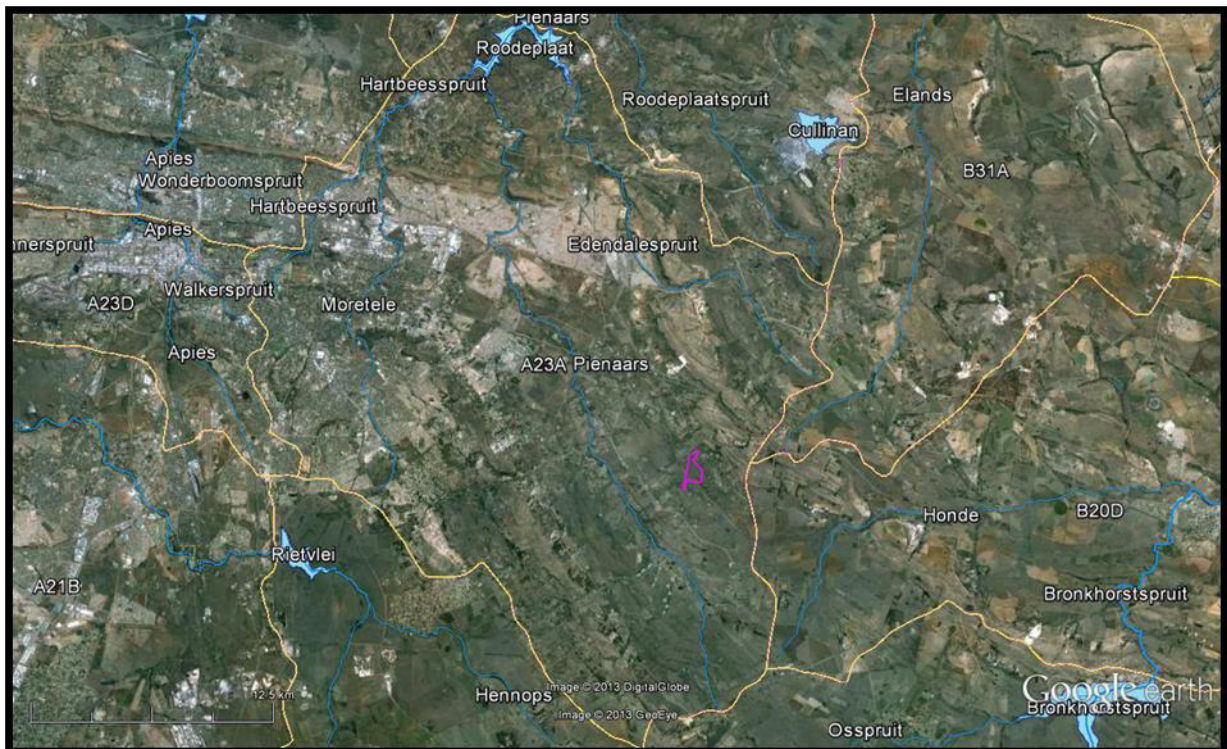 Pienaars
Roodeplaat
Hartbeesspruit
Roodeplaatspruit
Elands
Cullinan
Apies
Wonderboomspruit
B31A
Hartbeesspruit
Apies
nnerspruit
Edendalespruit
Walkerspruit
A23D
Moretele
Apies
A23A Pienaars
Honde
B20D
Rietvlei
A21B
Bronkhorstspruit
12.5 km
Hennops
Image © 2013 DigitalGlobe
Google earth
Image © 2013 GeoEye
Bronkhorstspruit
Osspruit